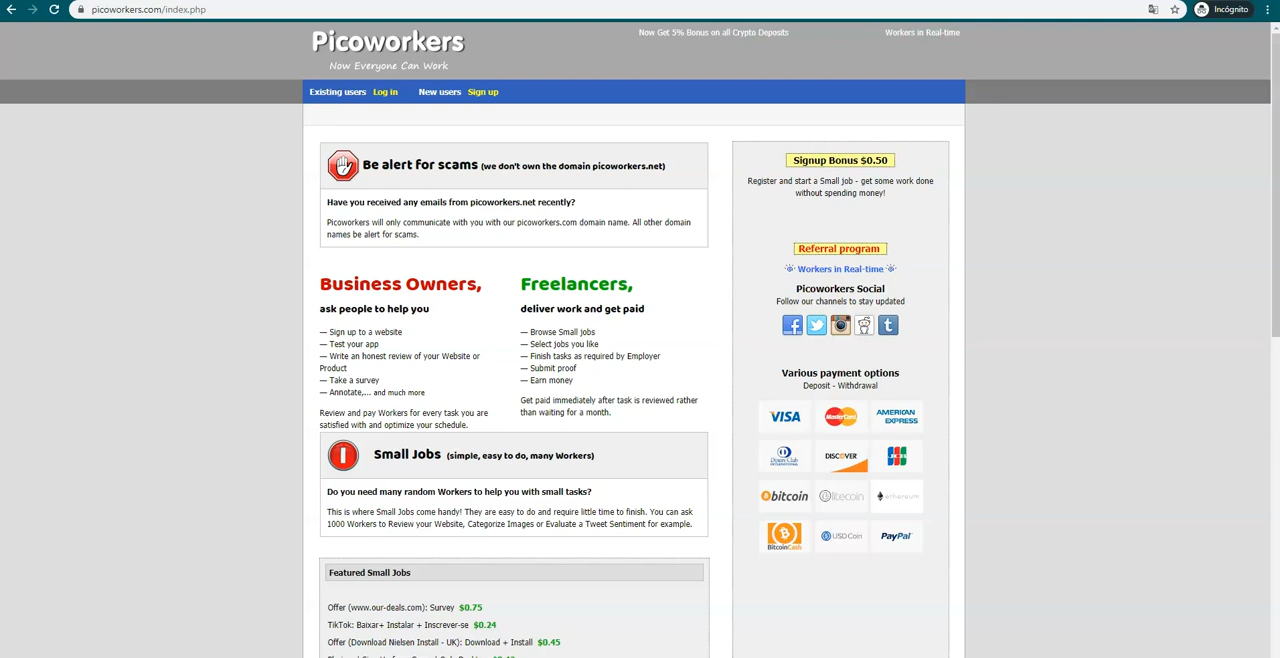 picoworkers.com/index.php
Incógnito
Picoworkers
Now Everyone Can Work
Now Get 5% Bonus on all Crypto Deposits
Workers in Real-time
Existing users Log in New users Sign up
Be alert for scams (we don't own the domain picoworkers.net)
Have you received any emails from picoworkers.net recently?
Picoworkers will only communicate with you with our picoworkers.com domain name. All other domain
names be alert for scams.
Business Owners,
ask people to help you
— Sign up to a website
— Test your app
— Write an honest review of your Website or
Product
— Take a survey
— Annotate,... and much more
Review and pay Workers for every task you are
satisfied with and optimize your schedule.
Freelancers,
deliver work and get paid
— Browse Small jobs
— Select jobs you like
— Finish tasks as required by Employer
— Submit proof
— Earn money
Get paid immediately after task is reviewed rather
than waiting for a month.
Small Jobs (simple, easy to do, many Workers)
Do you need many random Workers to help you with small tasks?
This is where Small Jobs come handy! They are easy to do and require little time to finish. You can ask
1000 Workers to Review your Website, Categorize Images or Evaluate a Tweet Sentiment for example.
Featured Small Jobs
Offer (www.our-deals.com): Survey $0.75
TikTok: Baixar+ Instalar + Inscrever-se $0.24
Offer (Download Nielsen Install - UK): Download + Install $0.45
Signup Bonus $0.50
Register and start a Small job - get some work done
without spending money!
Referral program
Workers in Real-time
Picoworkers Social
Follow our channels to stay updated
Various payment options
Deposit - Withdrawal
VISA MasterCard AMERICAN EXPRESS
Diners Club INTERNATIONAL DISCOVER JCB
bitcoin litecoin ethereum
BitcoinCash USD Coin PayPal